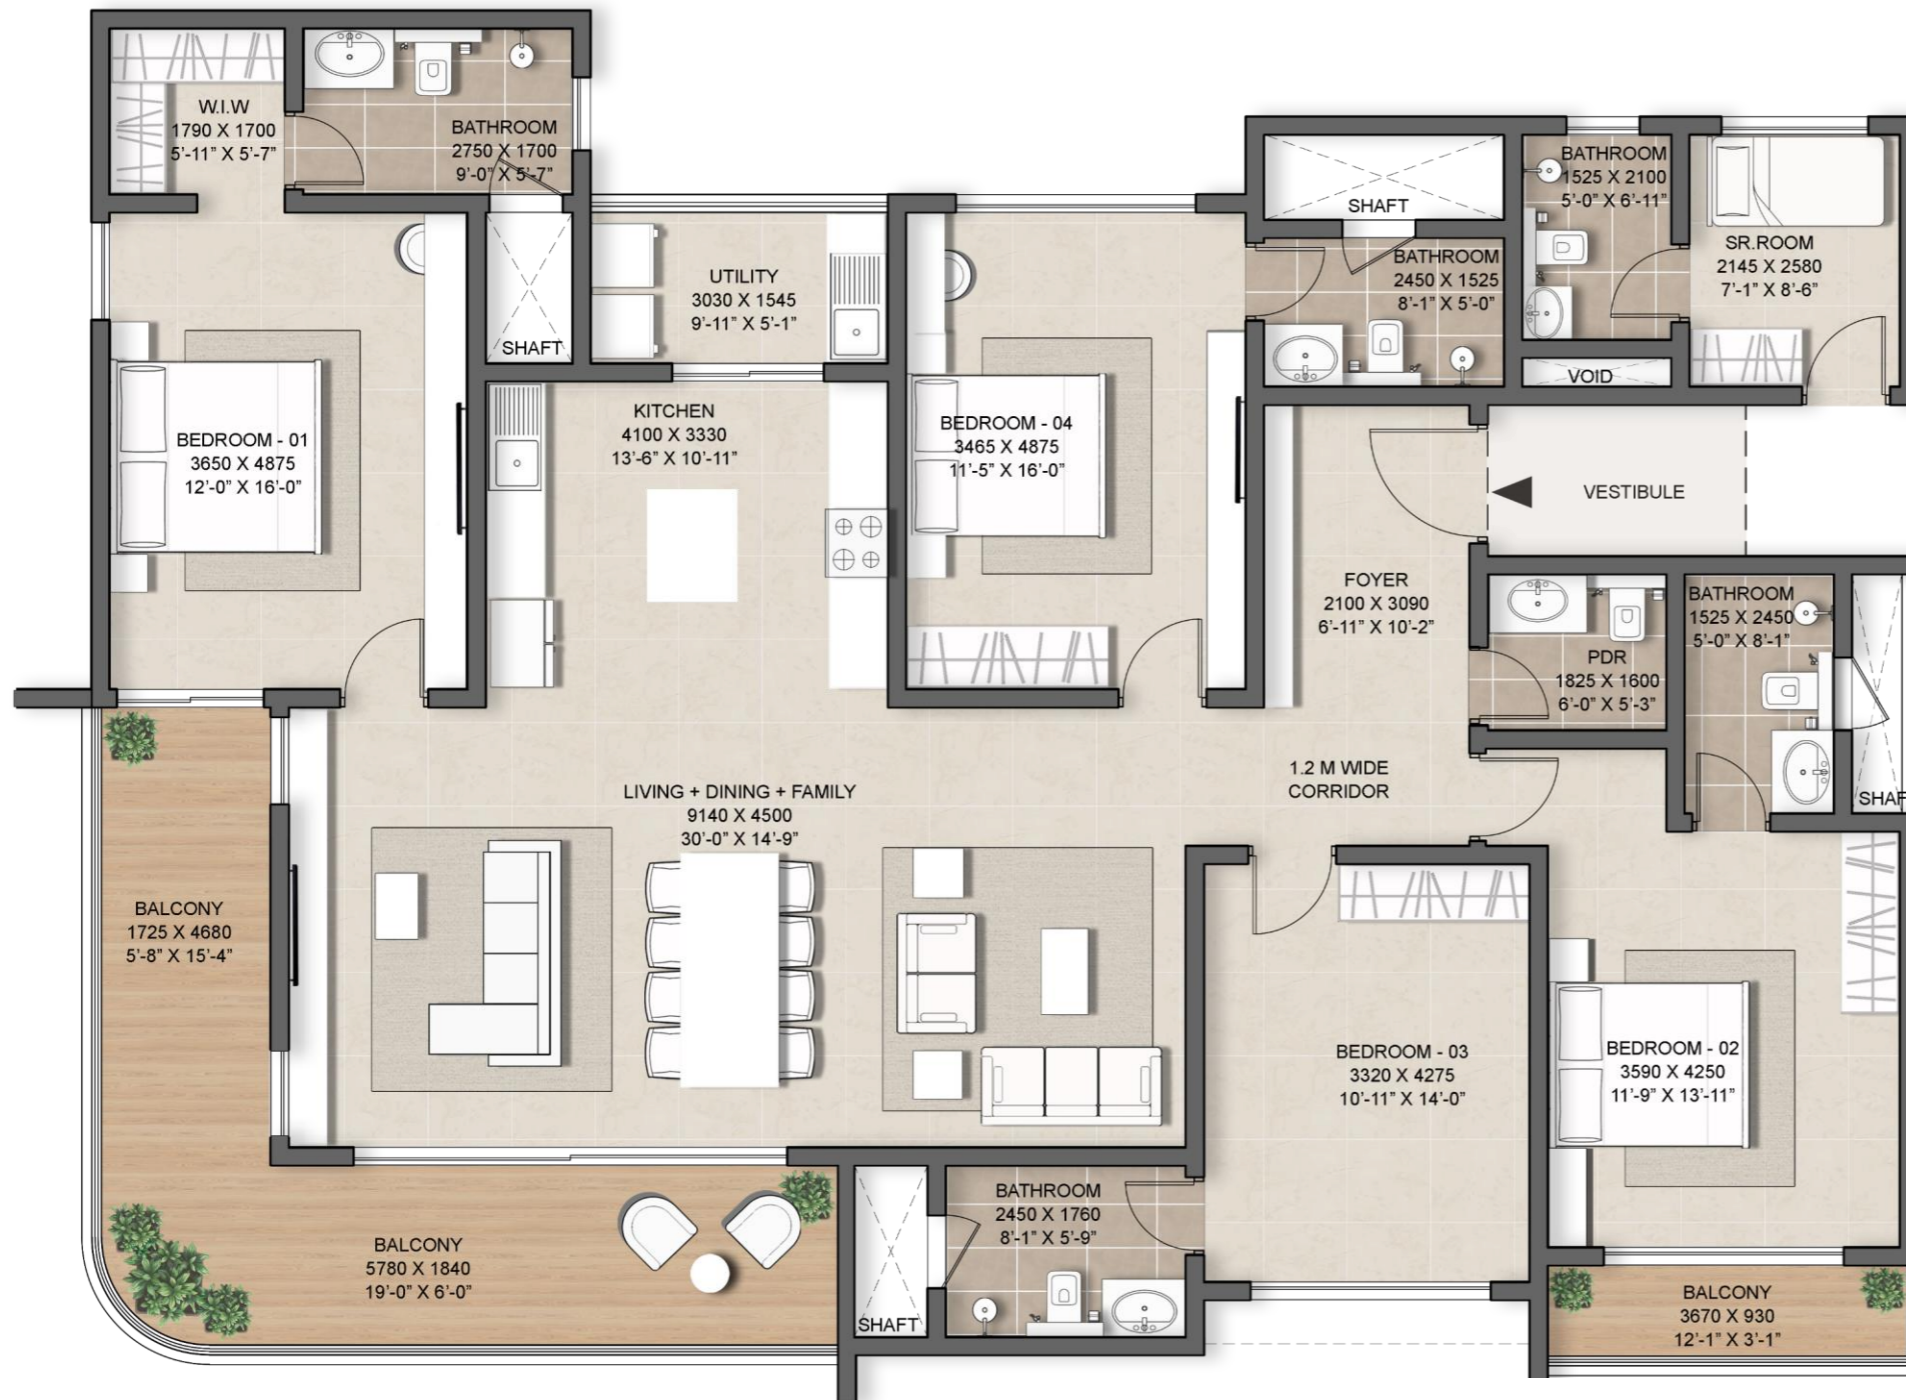 W.I.W
1790 X 1700
5'-11" X 5'-7"
BATHROOM
2750 X 1700
9'-0" X 5'-7"
SHAFT
UTILITY
3030 X 1545
9'-11" X 5'-1"
SHAFT
BATHROOM
2450 X 1525
8'-1" X 5'-0"
BATHROOM
1525 X 2100
5'-0" X 6'-11"
SR.ROOM
2145 X 2580
7'-1" X 8'-6"
VOID
BEDROOM - 01
3650 X 4875
12'-0" X 16'-0"
KITCHEN
4100 X 3330
13'-6" X 10'-11"
BEDROOM - 04
3465 X 4875
11'-5" X 16'-0"
VESTIBULE
FOYER
2100 X 3090
6'-11" X 10'-2"
PDR
1825 X 1600
6'-0" X 5'-3"
BATHROOM
1525 X 2450
5'-0" X 8'-1"
SHAF
1.2 M WIDE
CORRIDOR
LIVING + DINING + FAMILY
9140 X 4500
30'-0" X 14'-9"
BALCONY
1725 X 4680
5'-8" X 15'-4"
BEDROOM - 03
3320 X 4275
10'-11" X 14'-0"
BEDROOM - 02
3590 X 4250
11'-9" X 13'-11"
BALCONY
5780 X 1840
19'-0" X 6'-0"
SHAFT
BATHROOM
2450 X 1760
8'-1" X 5'-9"
BALCONY
3670 X 930
12'-1" X 3'-1"